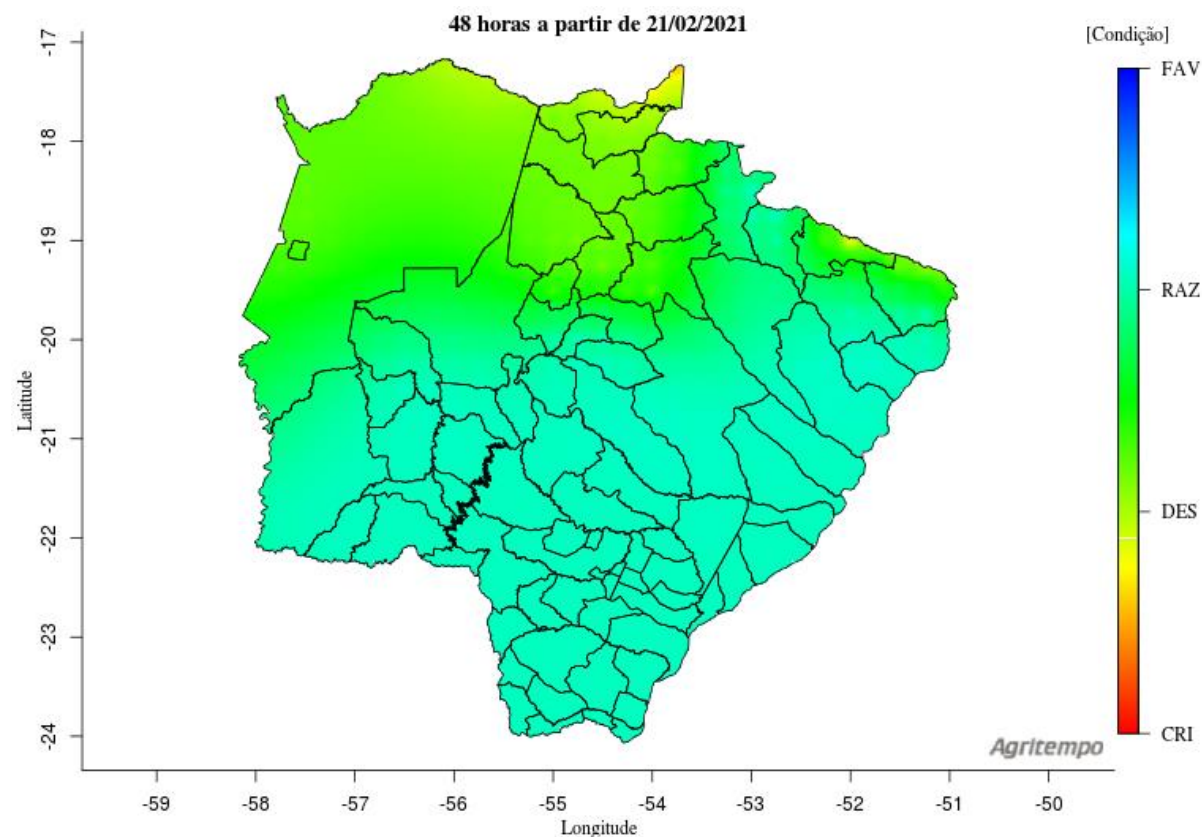 48 horas a partir de 21/02/2021
[Condição]
FAV
RAZ
DES
CRI
Latitude
-17
-18
-19
-20
-21
-22
-23
-24
Agritempo
-59 -58 -57 -56 -55 -54 -53 -52 -51 -50
Longitude